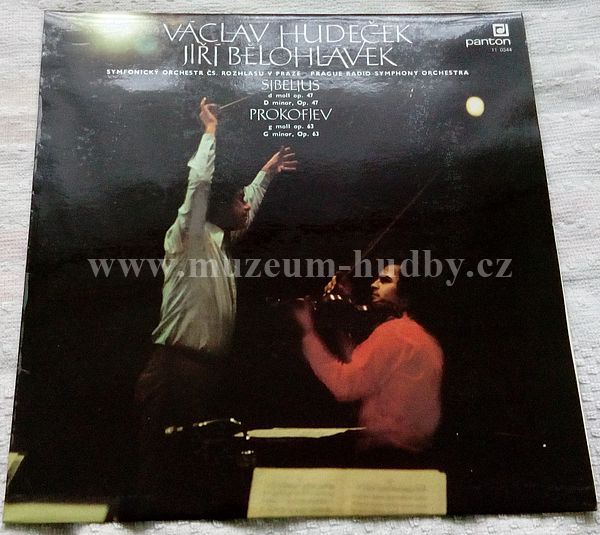 VÁCLAV HUDEČEK
JIŘÍ BĚLOHLÁVEK
SYMFONICKÝ ORCHESTR ČS. ROZHLASU V PRAZE - PRAGUE RADIO SYMPHONY ORCHESTRA
SIBELIUS
d moll op. 47
D minor, Op. 47
PROKOFJEV
g moll op. 63
G minor, Op. 63
panton
11 0344
www.muzeum-hudby.cz